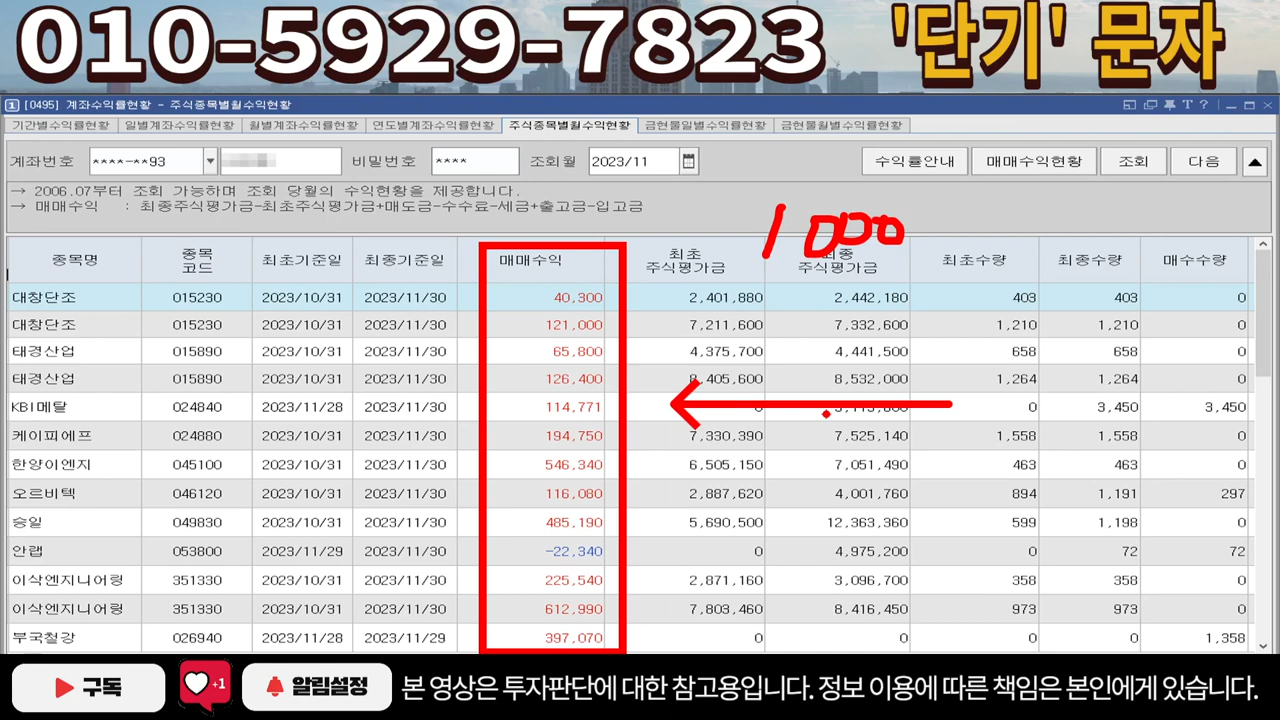 010-5929-7823 '단기' 문자
1 [0495] 계좌수익률현황 - 주식종목별월수익현황
기간별수익률현황 일별계좌수익률현황 월별계좌수익률현황 연도별계좌수익률현황 주식종목별월수익현황 금현물일별수익률현황 금현물월별수익률현황
계좌번호 ****-**93 비밀번호 **** 조회월 2023/11 수익률안내 매매수익현황 조회 다음
→ 2006.07부터 조회 가능하며 조회 당월의 수익현황을 제공합니다.
→ 매매수익 : 최종주식평가금-최초주식평가금+매도금-수수료-세금+출고금-입고금
1000
종목명 종목코드 최초기준일 최종기준일 매매수익 최초주식평가금 최종주식평가금 최초수량 최종수량 매수수량
대창단조 015230 2023/10/31 2023/11/30 40,300 2,401,880 2,442,180 403 403 0
대창단조 015230 2023/10/31 2023/11/30 121,000 7,211,600 7,332,600 1,210 1,210 0
태경산업 015890 2023/10/31 2023/11/30 65,800 4,375,700 4,441,500 658 658 0
태경산업 015890 2023/10/31 2023/11/30 126,400 8,405,600 8,532,000 1,264 1,264 0
KBI메탈 024840 2023/11/28 2023/11/30 114,771 0 0 3,450 3,450
케이피에프 024880 2023/10/31 2023/11/30 194,750 7,330,390 7,525,140 1,558 1,558 0
한양이엔지 045100 2023/10/31 2023/11/30 546,340 6,505,150 7,051,490 463 463 0
오르비텍 046120 2023/10/31 2023/11/30 116,080 2,887,620 4,001,760 894 1,191 297
승일 049830 2023/10/31 2023/11/30 485,190 5,690,500 12,363,360 599 1,198 0
안랩 053800 2023/11/29 2023/11/30 -22,340 0 4,975,200 0 72 72
이삭엔지니어링 351330 2023/10/31 2023/11/30 225,540 2,871,160 3,096,700 358 358 0
이삭엔지니어링 351330 2023/10/31 2023/11/30 612,990 7,803,460 8,416,450 973 973 0
부국철강 026940 2023/11/28 2023/11/29 397,070 0 0 0 0 1,358
구독 +1 알림설정 본 영상은 투자판단에 대한 참고용입니다. 정보 이용에 따른 책임은 본인에게 있습니다.